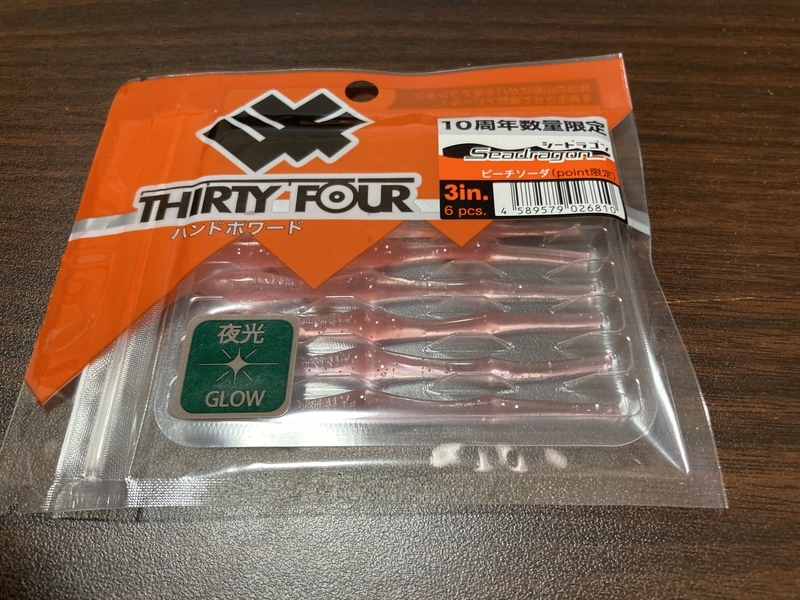 10周年数量限定
シードラゴン
Seadragon
ピーチソーダ(point限定)
3in.
6 pcs.
4 589579 026810
THIRTY FOUR
ハンドホワード
夜光
GLOW